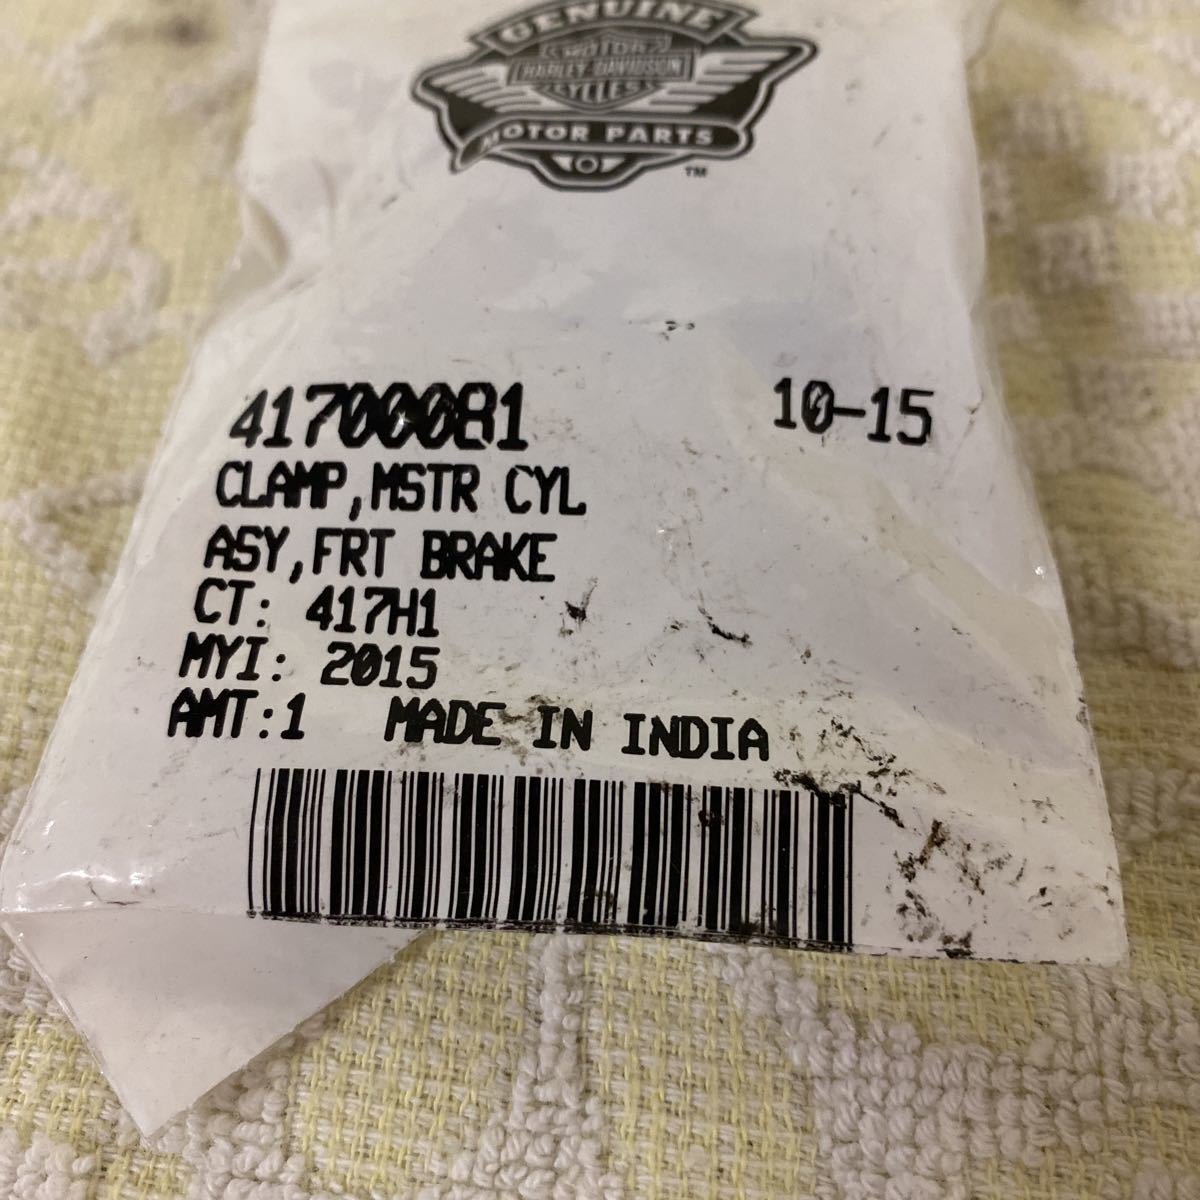 GENUINE
MOTOR
HARLEY-DAVIDSON
CYCLES
MOTOR PARTS
TM
41700081 10-15
CLAMP,MSTR CYL
ASY,FRT BRAKE
CT: 417H1
MYI: 2015
AMT:1 MADE IN INDIA